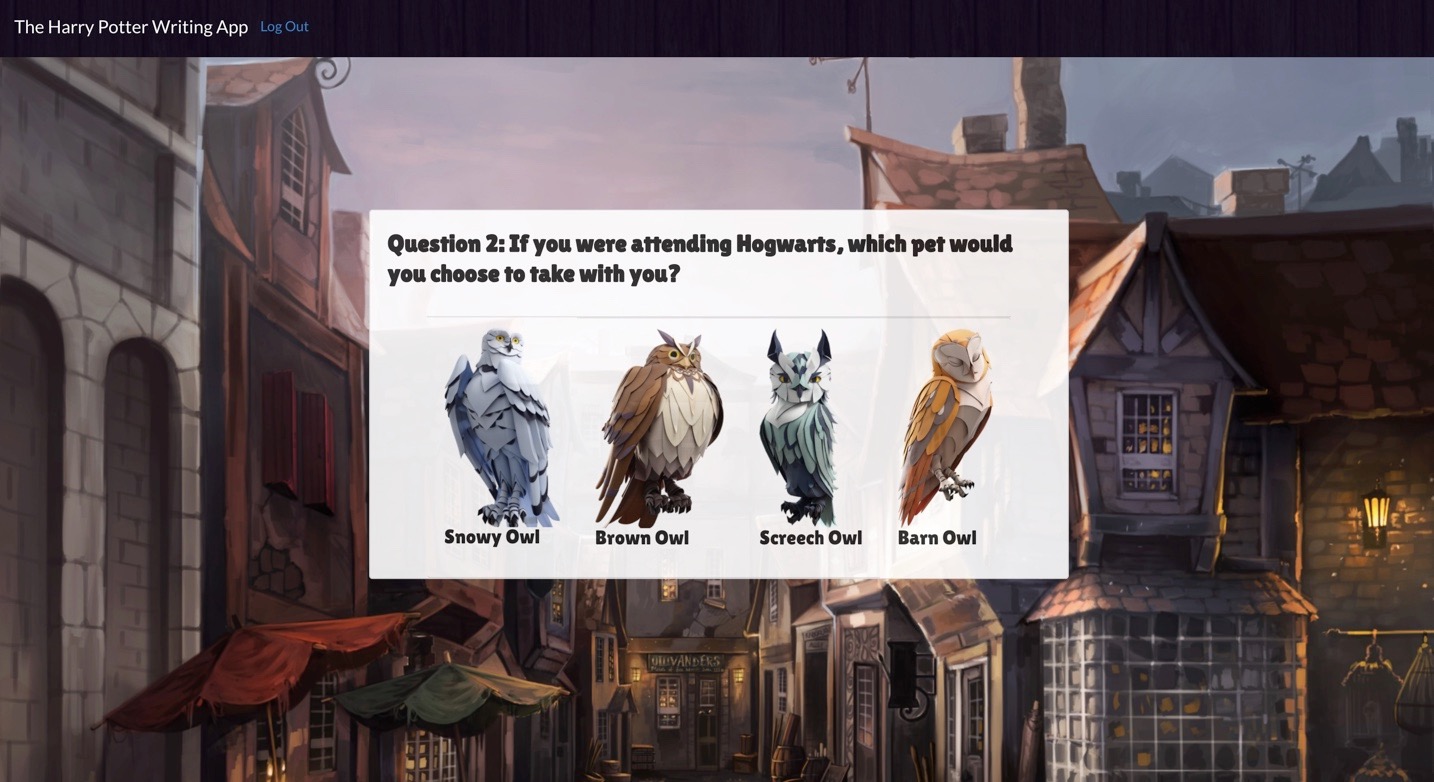 The Harry Potter Writing App Log Out
Question 2: If you were attending Hogwarts, which pet would
you choose to take with you?
Snowy Owl Brown Owl Screech Owl Barn Owl
OLLIVANDERS